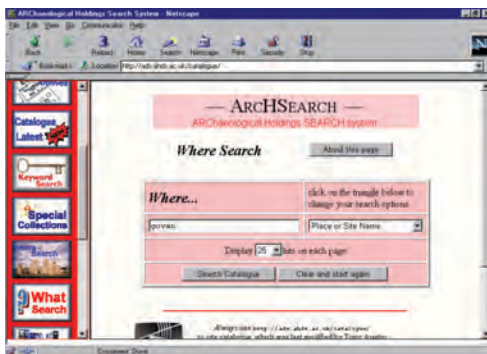 ARCHaeological Holdings Search System - Netscape
File Edit View Go Communicator Help
Back Reload Home Search Netscape Print Security Stop
Bookmarks Location http://ads.ahds.ac.uk/catalogue/
Catalogue
Latest
Keyword
Search
Special
Collections
Search
What
Search
— ARCHSEARCH —
ARCHaeological Holdings SEARCH system
Where Search
About this page
Where...
click on the triangle below to
change your search options
Place or Site Name
Display 25 hits on each page
Search Catalogue Clear and start again
Always use http://ads.ahds.ac.uk/catalogue/
Document Done